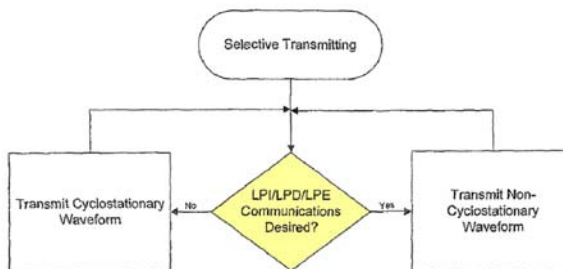 Selective Transmitting
LPI/LPD/LPE
Communications
Desired?
No
Yes
Transmit Cyclostationary
Waveform
Transmit Non-
Cyclostationary
Waveform